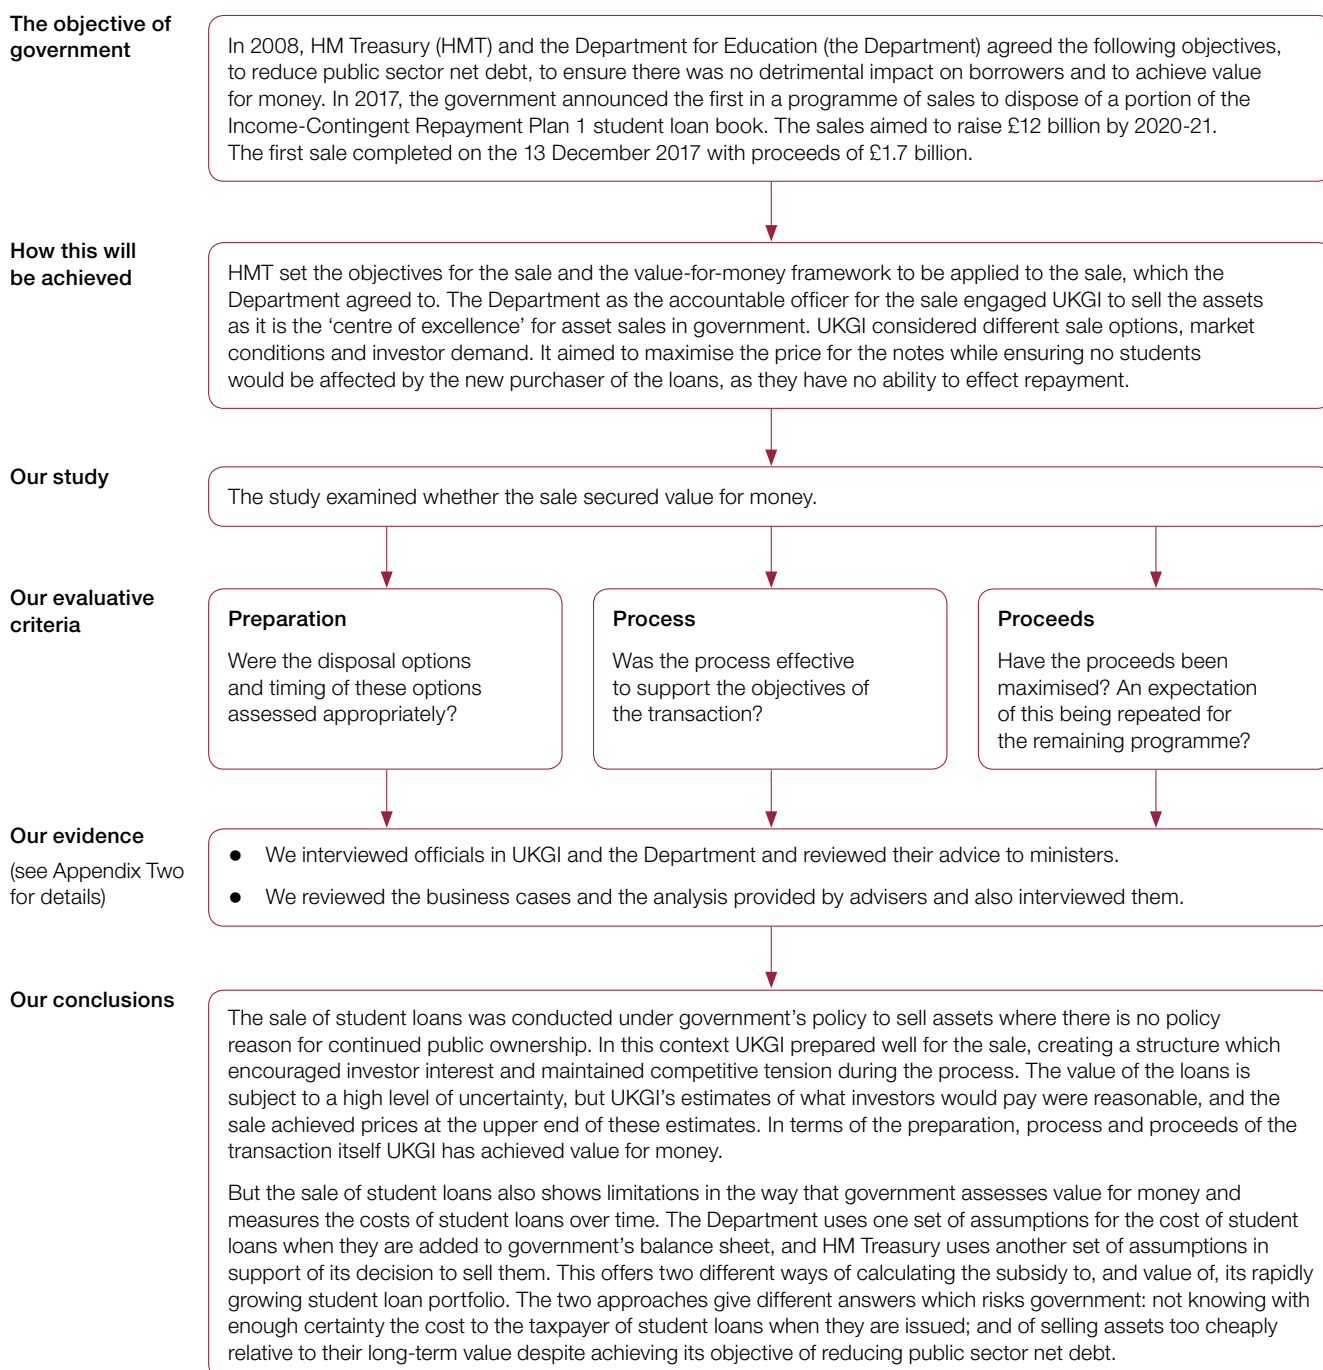 The objective of
government
In 2008, HM Treasury (HMT) and the Department for Education (the Department) agreed the following objectives,
to reduce public sector net debt, to ensure there was no detrimental impact on borrowers and to achieve value
for money. In 2017, the government announced the first in a programme of sales to dispose of a portion of the
Income-Contingent Repayment Plan 1 student loan book. The sales aimed to raise £12 billion by 2020-21.
The first sale completed on the 13 December 2017 with proceeds of £1.7 billion.
How this will
be achieved
HMT set the objectives for the sale and the value-for-money framework to be applied to the sale, which the
Department agreed to. The Department as the accountable officer for the sale engaged UKGI to sell the assets
as it is the ‘centre of excellence’ for asset sales in government. UKGI considered different sale options, market
conditions and investor demand. It aimed to maximise the price for the notes while ensuring no students
would be affected by the new purchaser of the loans, as they have no ability to effect repayment.
Our study
The study examined whether the sale secured value for money.
Our evaluative
criteria
Preparation
Were the disposal options
and timing of these options
assessed appropriately?
Process
Was the process effective
to support the objectives of
the transaction?
Proceeds
Have the proceeds been
maximised? An expectation
of this being repeated for
the remaining programme?
Our evidence
(see Appendix Two
for details)
● We interviewed officials in UKGI and the Department and reviewed their advice to ministers.
● We reviewed the business cases and the analysis provided by advisers and also interviewed them.
Our conclusions
The sale of student loans was conducted under government’s policy to sell assets where there is no policy
reason for continued public ownership. In this context UKGI prepared well for the sale, creating a structure which
encouraged investor interest and maintained competitive tension during the process. The value of the loans is
subject to a high level of uncertainty, but UKGI’s estimates of what investors would pay were reasonable, and the
sale achieved prices at the upper end of these estimates. In terms of the preparation, process and proceeds of the
transaction itself UKGI has achieved value for money.
But the sale of student loans also shows limitations in the way that government assesses value for money and
measures the costs of student loans over time. The Department uses one set of assumptions for the cost of student
loans when they are added to government’s balance sheet, and HM Treasury uses another set of assumptions in
support of its decision to sell them. This offers two different ways of calculating the subsidy to, and value of, its rapidly
growing student loan portfolio. The two approaches give different answers which risks government: not knowing with
enough certainty the cost to the taxpayer of student loans when they are issued; and of selling assets too cheaply
relative to their long-term value despite achieving its objective of reducing public sector net debt.